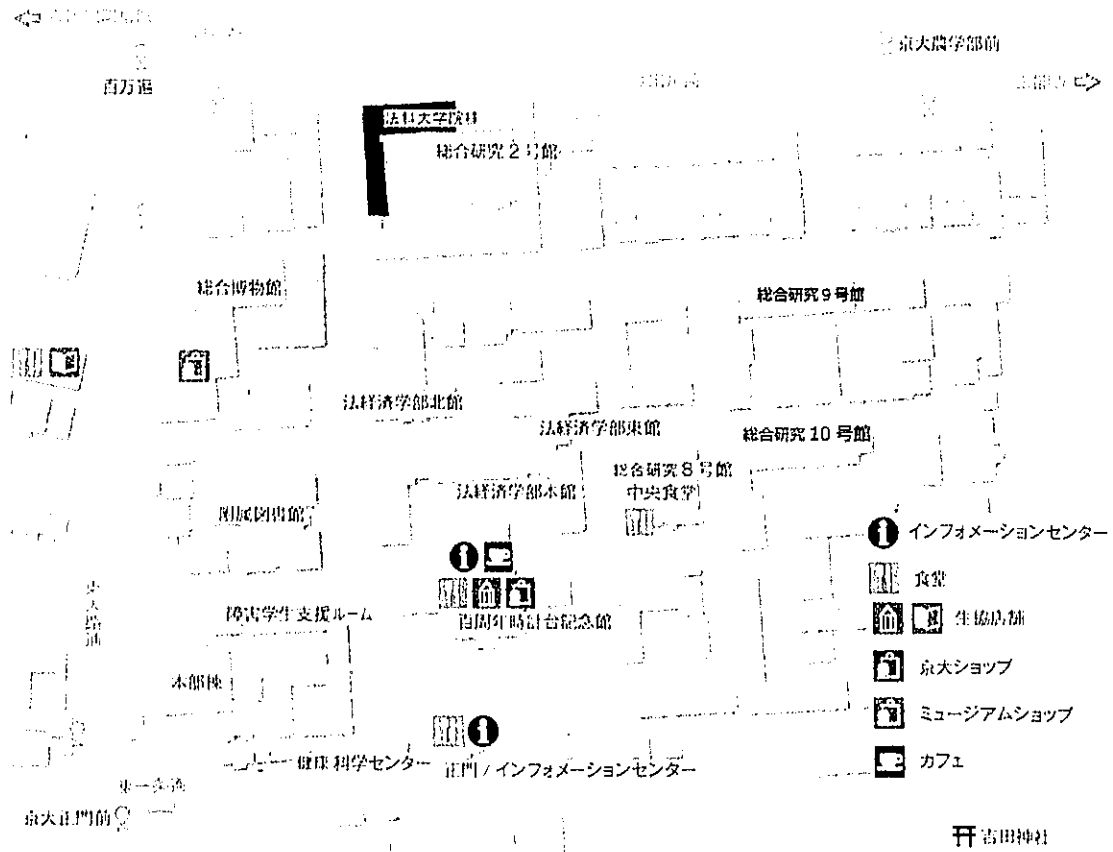 京大農学部前
百万遍
法科大学院棟
総合研究2号館
総合博物館
総合研究9号館
法経済学部北館
法経済学部東館
総合研究10号館
総合研究8号館
中央食堂
法経済学部本館
附属図書館
インフォメーションセンター
食堂
東大路通
障害学生支援ルーム
百周年時計台記念館
生協店舗
本部棟
京大ショップ
ミュージアムショップ
健康科学センター
正門/インフォメーションセンター
カフェ
東一条通
京大正門前
吉田神社